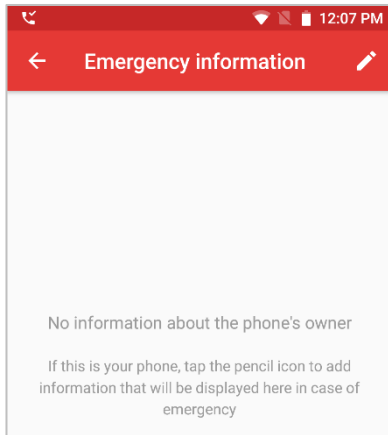 12:07 PM
Emergency information
No information about the phone's owner
If this is your phone, tap the pencil icon to add
information that will be displayed here in case of
emergency